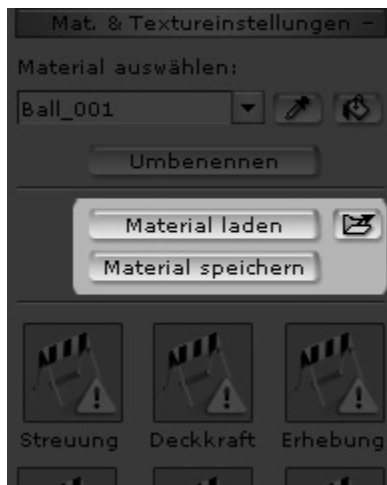 Mat. & Textureinstellungen –
Material auswählen:
Ball_001
Umbenennen
Material laden
Material speichern
Streuung Deckkraft Erhebung